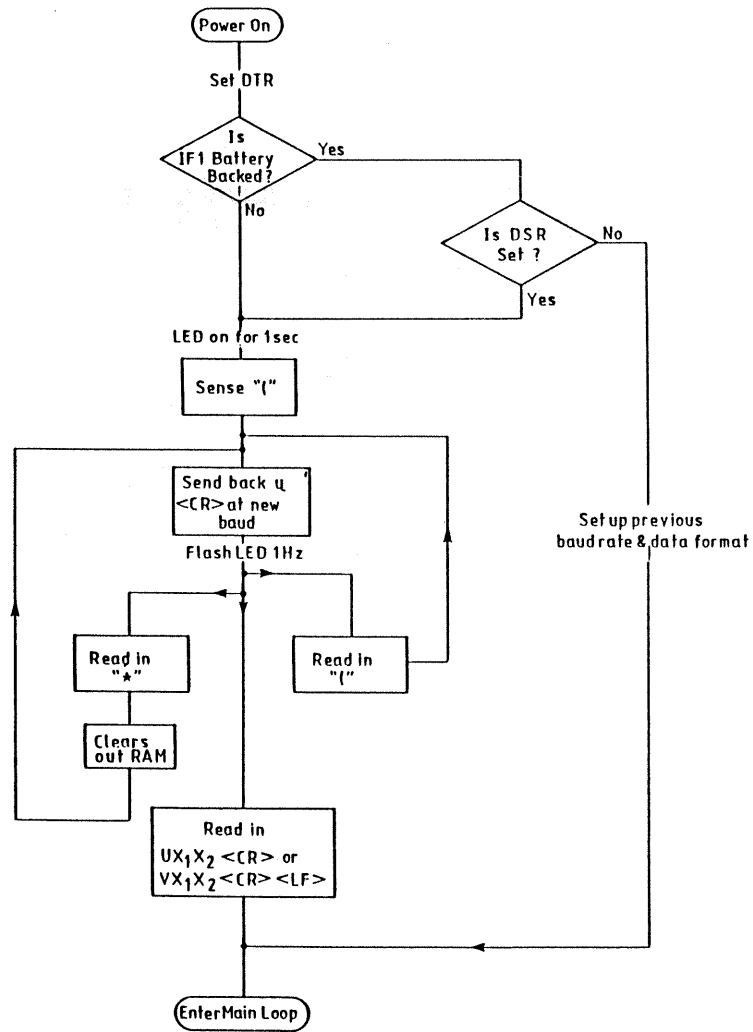 Power On
Set DTR
Is
IF1 Battery
Backed?
Yes
No
Is DSR
Set ?
No
Yes
LED on for 1sec
Sense "("
Send back
<CR> at new
baud
Flash LED 1Hz
Set up previous
baud rate & data format
Read in
"*"
Read in
"("
Clears
out RAM
Read in
UX₁X₂ <CR> or
VX₁X₂ <CR> <LF>
Enter Main Loop